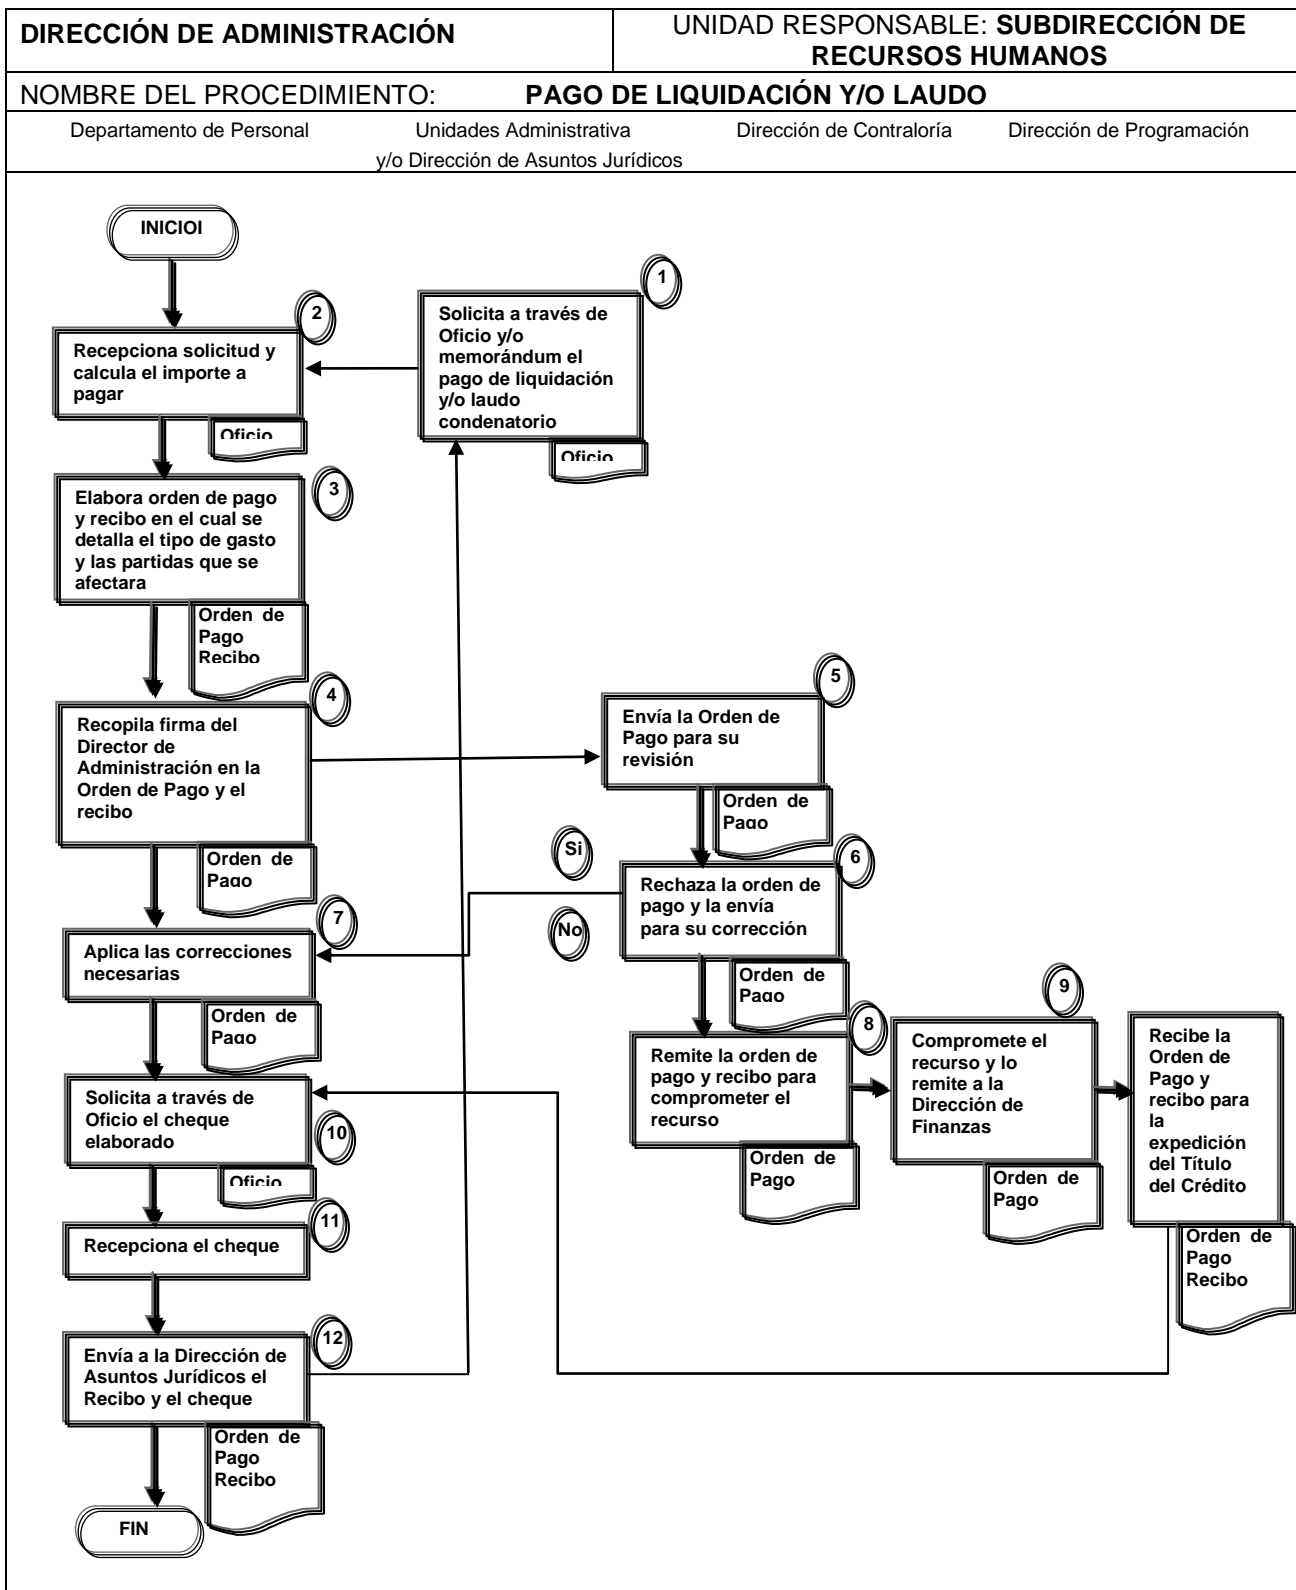 DIRECCIÓN DE ADMINISTRACIÓN
UNIDAD RESPONSABLE: SUBDIRECCIÓN DE
RECURSOS HUMANOS
NOMBRE DEL PROCEDIMIENTO: PAGO DE LIQUIDACIÓN Y/O LAUDO
Departamento de Personal
Unidades Administrativa
y/o Dirección de Asuntos Jurídicos
Dirección de Contraloría
Dirección de Programación
INICIOI
1
Solicita a través de
Oficio y/o
memorándum el
pago de liquidación
y/o laudo
condenatorio
Oficio
2
Recepciona solicitud y
calcula el importe a
pagar
Oficio
3
Elabora orden de pago
y recibo en el cual se
detalla el tipo de gasto
y las partidas que se
afectara
Orden de
Pago
Recibo
4
Recopila firma del
Director de
Administración en la
Orden de Pago y el
recibo
Orden de
Pago
5
Envía la Orden de
Pago para su
revisión
Orden de
Pago
Si
No
6
Rechaza la orden de
pago y la envía
para su corrección
Orden de
Pago
7
Aplica las correcciones
necesarias
Orden de
Pago
8
Remite la orden de
pago y recibo para
comprometer el
recurso
Orden de
Pago
9
Compromete el
recurso y lo
remite a la
Dirección de
Finanzas
Orden de
Pago
Recibe la
Orden de
Pago y
recibo para
la
expedición
del Título
del Crédito
Orden de
Pago
Recibo
Solicita a través de
Oficio el cheque
elaborado
10
Oficio
11
Recepciona el cheque
12
Envía a la Dirección de
Asuntos Jurídicos el
Recibo y el cheque
Orden de
Pago
Recibo
FIN